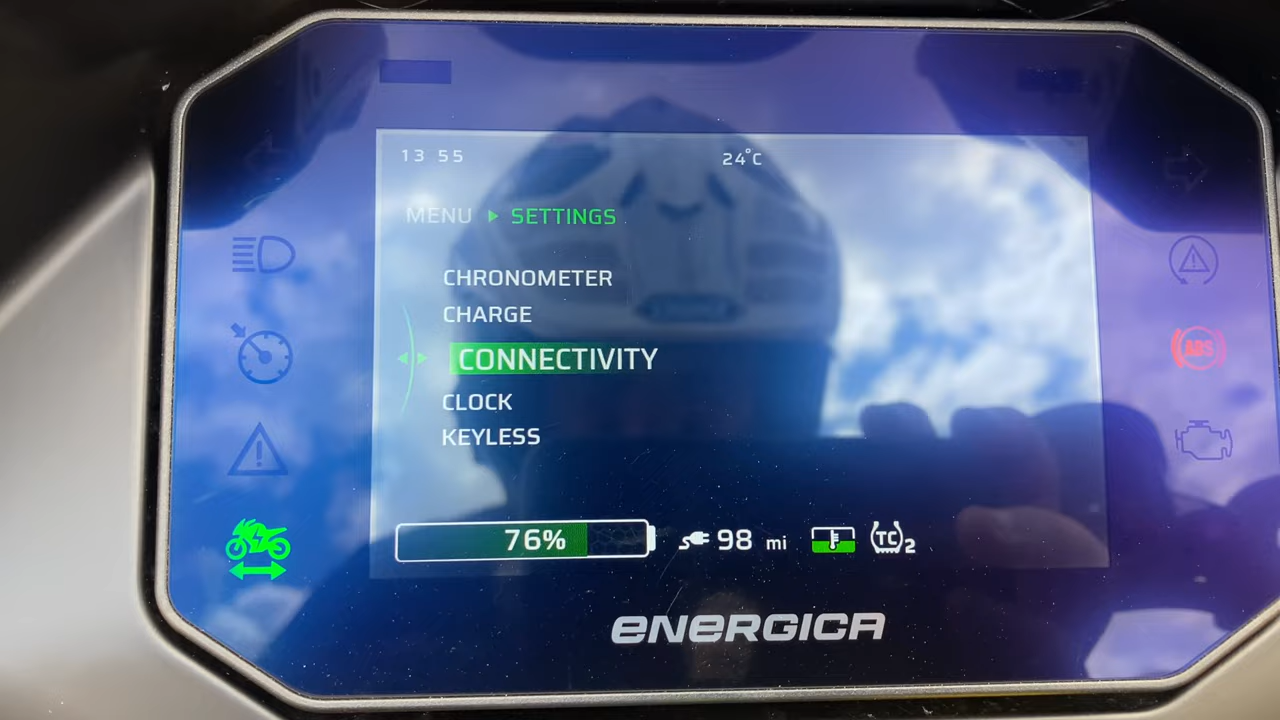 13 55
24°C
MENU ▸ SETTINGS
CHRONOMETER
CHARGE
CONNECTIVITY
CLOCK
KEYLESS
ABS
76% 98 mi TC 2
ENERGICA